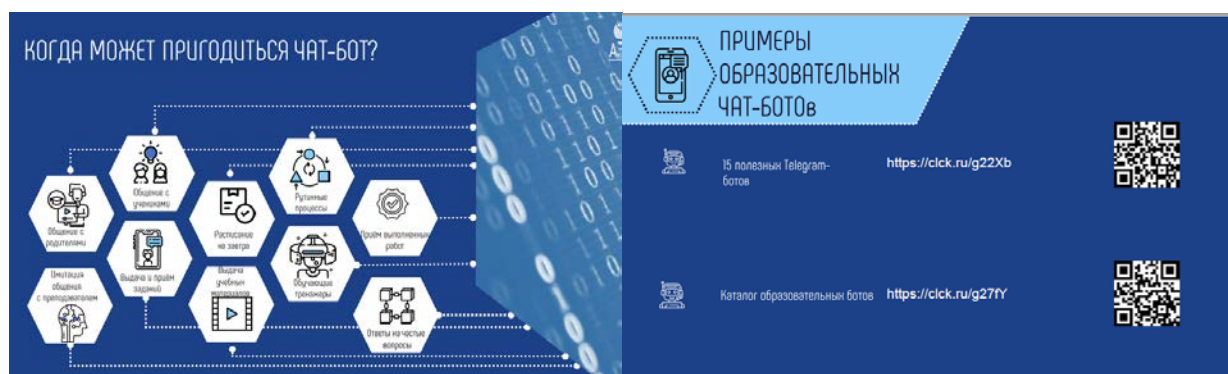 КОГДА МОЖЕТ ПРИГОДИТЬСЯ ЧАТ-БОТ?
Общение с
учениками
Рутинные
процессы
Общение с
родителями
Расписание
на завтра
Приём выполненных
работ
Имитация
общения
с преподавателем
Выдача и приём
заданий
Выдача
учебных
материалов
Обучающие
тренажеры
Ответы на частые
вопросы
ПРИМЕРЫ
ОБРАЗОВАТЕЛЬНЫХ
ЧАТ-БОТОв
15 полезных Telegram-
ботов
https://clck.ru/g22Xb
Каталог образовательных ботов
https://clck.ru/g27fY